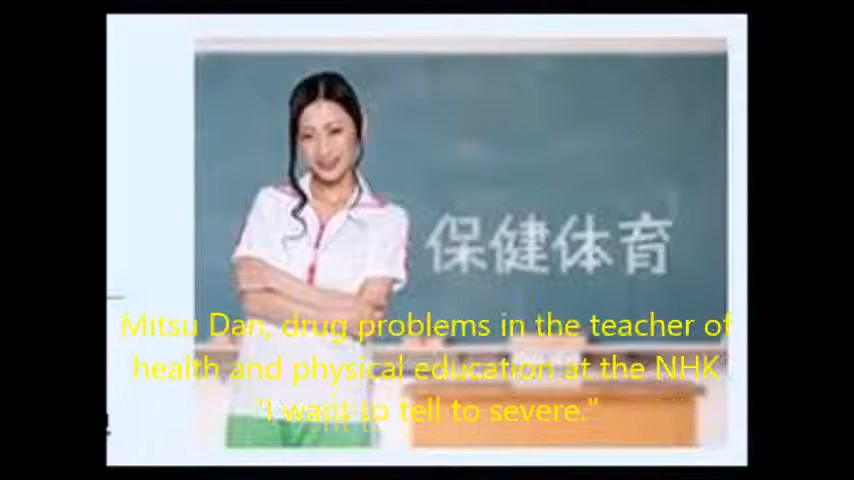 保健体育
Mitsu Dan, drug problems in the teacher of
health and physical education at the NHK
"I want to tell to severe."